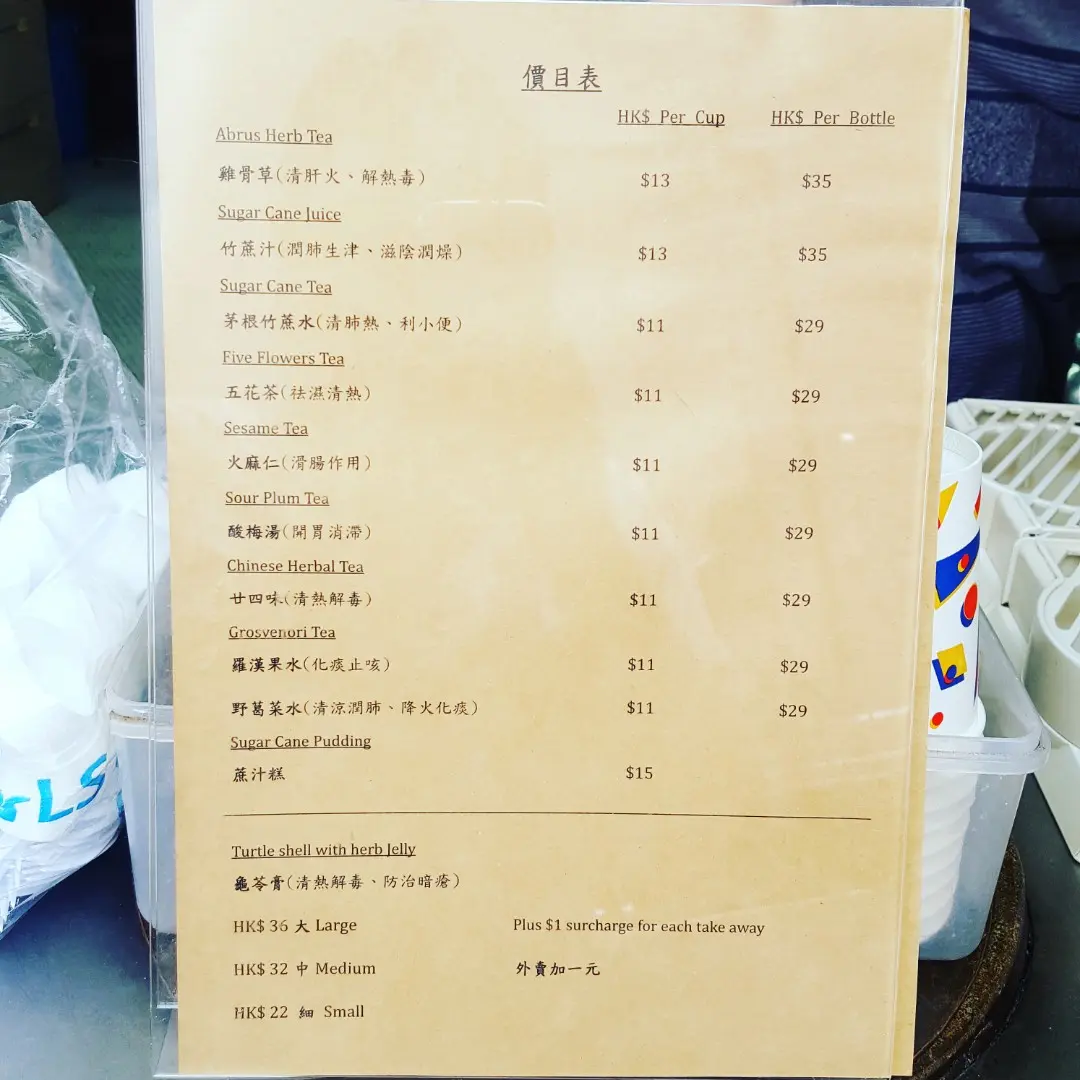 價目表
HK$ Per Cup HK$ Per Bottle
Abrus Herb Tea
雞骨草(清肝火、解熱毒) $13 $35
Sugar Cane Juice
竹蔗汁(潤肺生津、滋陰潤燥) $13 $35
Sugar Cane Tea
茅根竹蔗水(清肺熱、利小便) $11 $29
Five Flowers Tea
五花茶(祛濕清熱) $11 $29
Sesame Tea
火麻仁(滑腸作用) $11 $29
Sour Plum Tea
酸梅湯(開胃消滯) $11 $29
Chinese Herbal Tea
廿四味(清熱解毒) $11 $29
Grosvenori Tea
羅漢果水(化痰止咳) $11 $29
野葛菜水(清涼潤肺、降火化痰) $11 $29
Sugar Cane Pudding
蔗汁糕 $15
Turtle shell with herb Jelly
龜苓膏(清熱解毒、防治暗瘡)
HK$ 36 大 Large Plus $1 surcharge for each take away
HK$ 32 中 Medium 外賣加一元
HK$ 22 細 Small